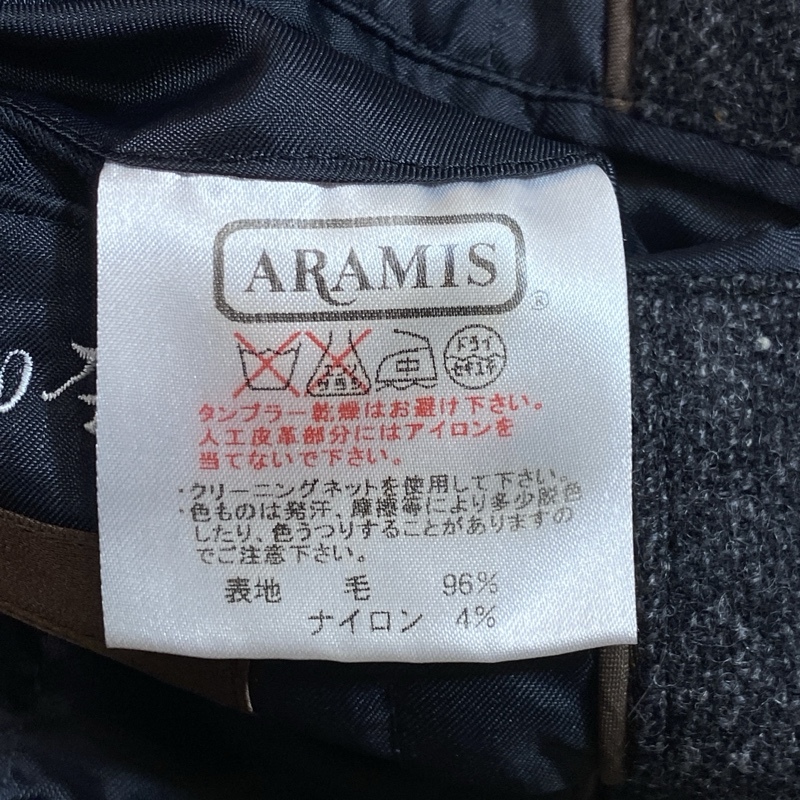 ARAMIS
®
中 ドライ
セキユ系
タンブラー乾燥はお避け下さい。
人工皮革部分にはアイロンを
当てないで下さい。
・クリーニングネットを使用して下さい。
・色ものは発汗、摩擦等により多少脱色
したり、色うつりすることがありますの
でご注意下さい。
表地 毛 96%
ナイロン 4%